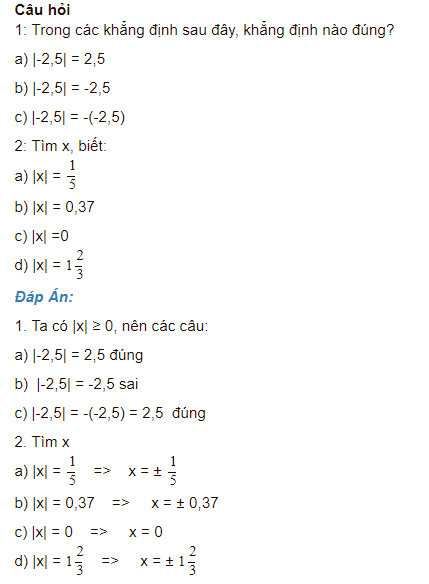 Câu hỏi
1: Trong các khẳng định sau đây, khẳng định nào đúng?
a) |-2,5| = 2,5
b) |-2,5| = -2,5
c) |-2,5| = -(-2,5)
2: Tìm x, biết:
a) |x| = 1/5
b) |x| = 0,37
c) |x| =0
d) |x| = 1 2/3
Đáp Án:
1. Ta có |x| ≥ 0, nên các câu:
a) |-2,5| = 2,5 đúng
b) |-2,5| = -2,5 sai
c) |-2,5| = -(-2,5) = 2,5 đúng
2. Tìm x
a) |x| = 1/5 => x = ± 1/5
b) |x| = 0,37 => x = ± 0,37
c) |x| = 0 => x = 0
d) |x| = 1 2/3 => x = ± 1 2/3